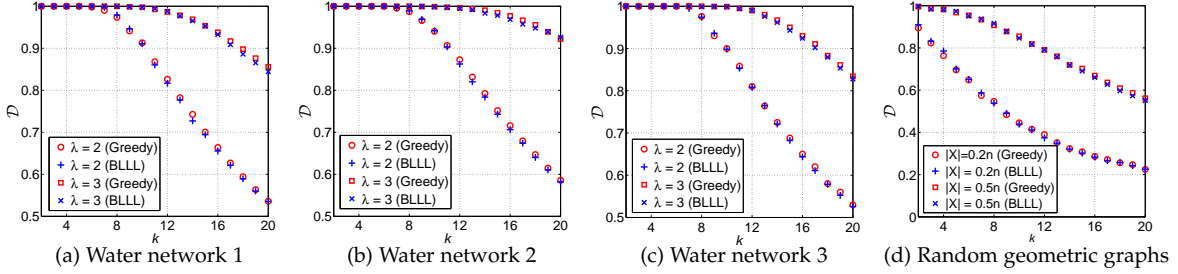 1
0.9
0.8
0.7
0.6
0.5
𝒟
4 8 12 16 20
k
λ = 2 (Greedy)
λ = 2 (BLLL)
λ = 3 (Greedy)
λ = 3 (BLLL)
(a) Water network 1
1
0.9
0.8
0.7
0.6
0.5
𝒟
4 8 12 16 20
k
λ = 2 (Greedy)
λ = 2 (BLLL)
λ = 3 (Greedy)
λ = 3 (BLLL)
(b) Water network 2
1
0.9
0.8
0.7
0.6
0.5
𝒟
4 8 12 16 20
k
λ = 2 (Greedy)
λ = 2 (BLLL)
λ = 3 (Greedy)
λ = 3 (BLLL)
(c) Water network 3
1
0.8
0.6
0.4
0.2
0
𝒟
4 8 12 16 20
k
|X|=0.2n (Greedy)
|X| = 0.2n (BLLL)
|X| = 0.5n (Greedy)
|X| = 0.5n (BLLL)
(d) Random geometric graphs